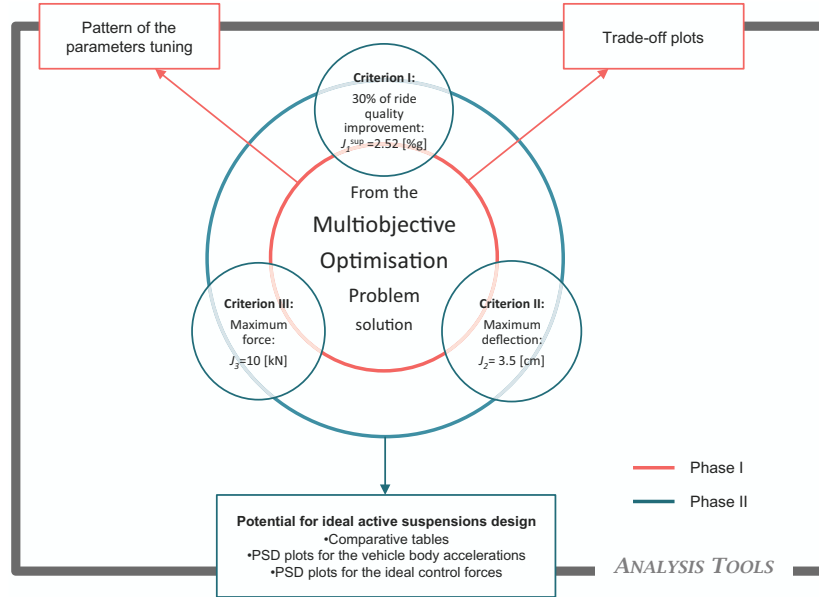 Pattern of the
parameters tuning
Trade-off plots
Criterion I:
30% of ride
quality
improvement:
J₁ˢᵘᵖ =2.52 [%g]
From the
Multiobjective
Optimisation
Problem
solution
Criterion III:
Maximum
force:
J₃=10 [kN]
Criterion II:
Maximum
deflection:
J₂= 3.5 [cm]
Phase I
Phase II
Potential for ideal active suspensions design
•Comparative tables
•PSD plots for the vehicle body accelerations
•PSD plots for the ideal control forces
ANALYSIS TOOLS